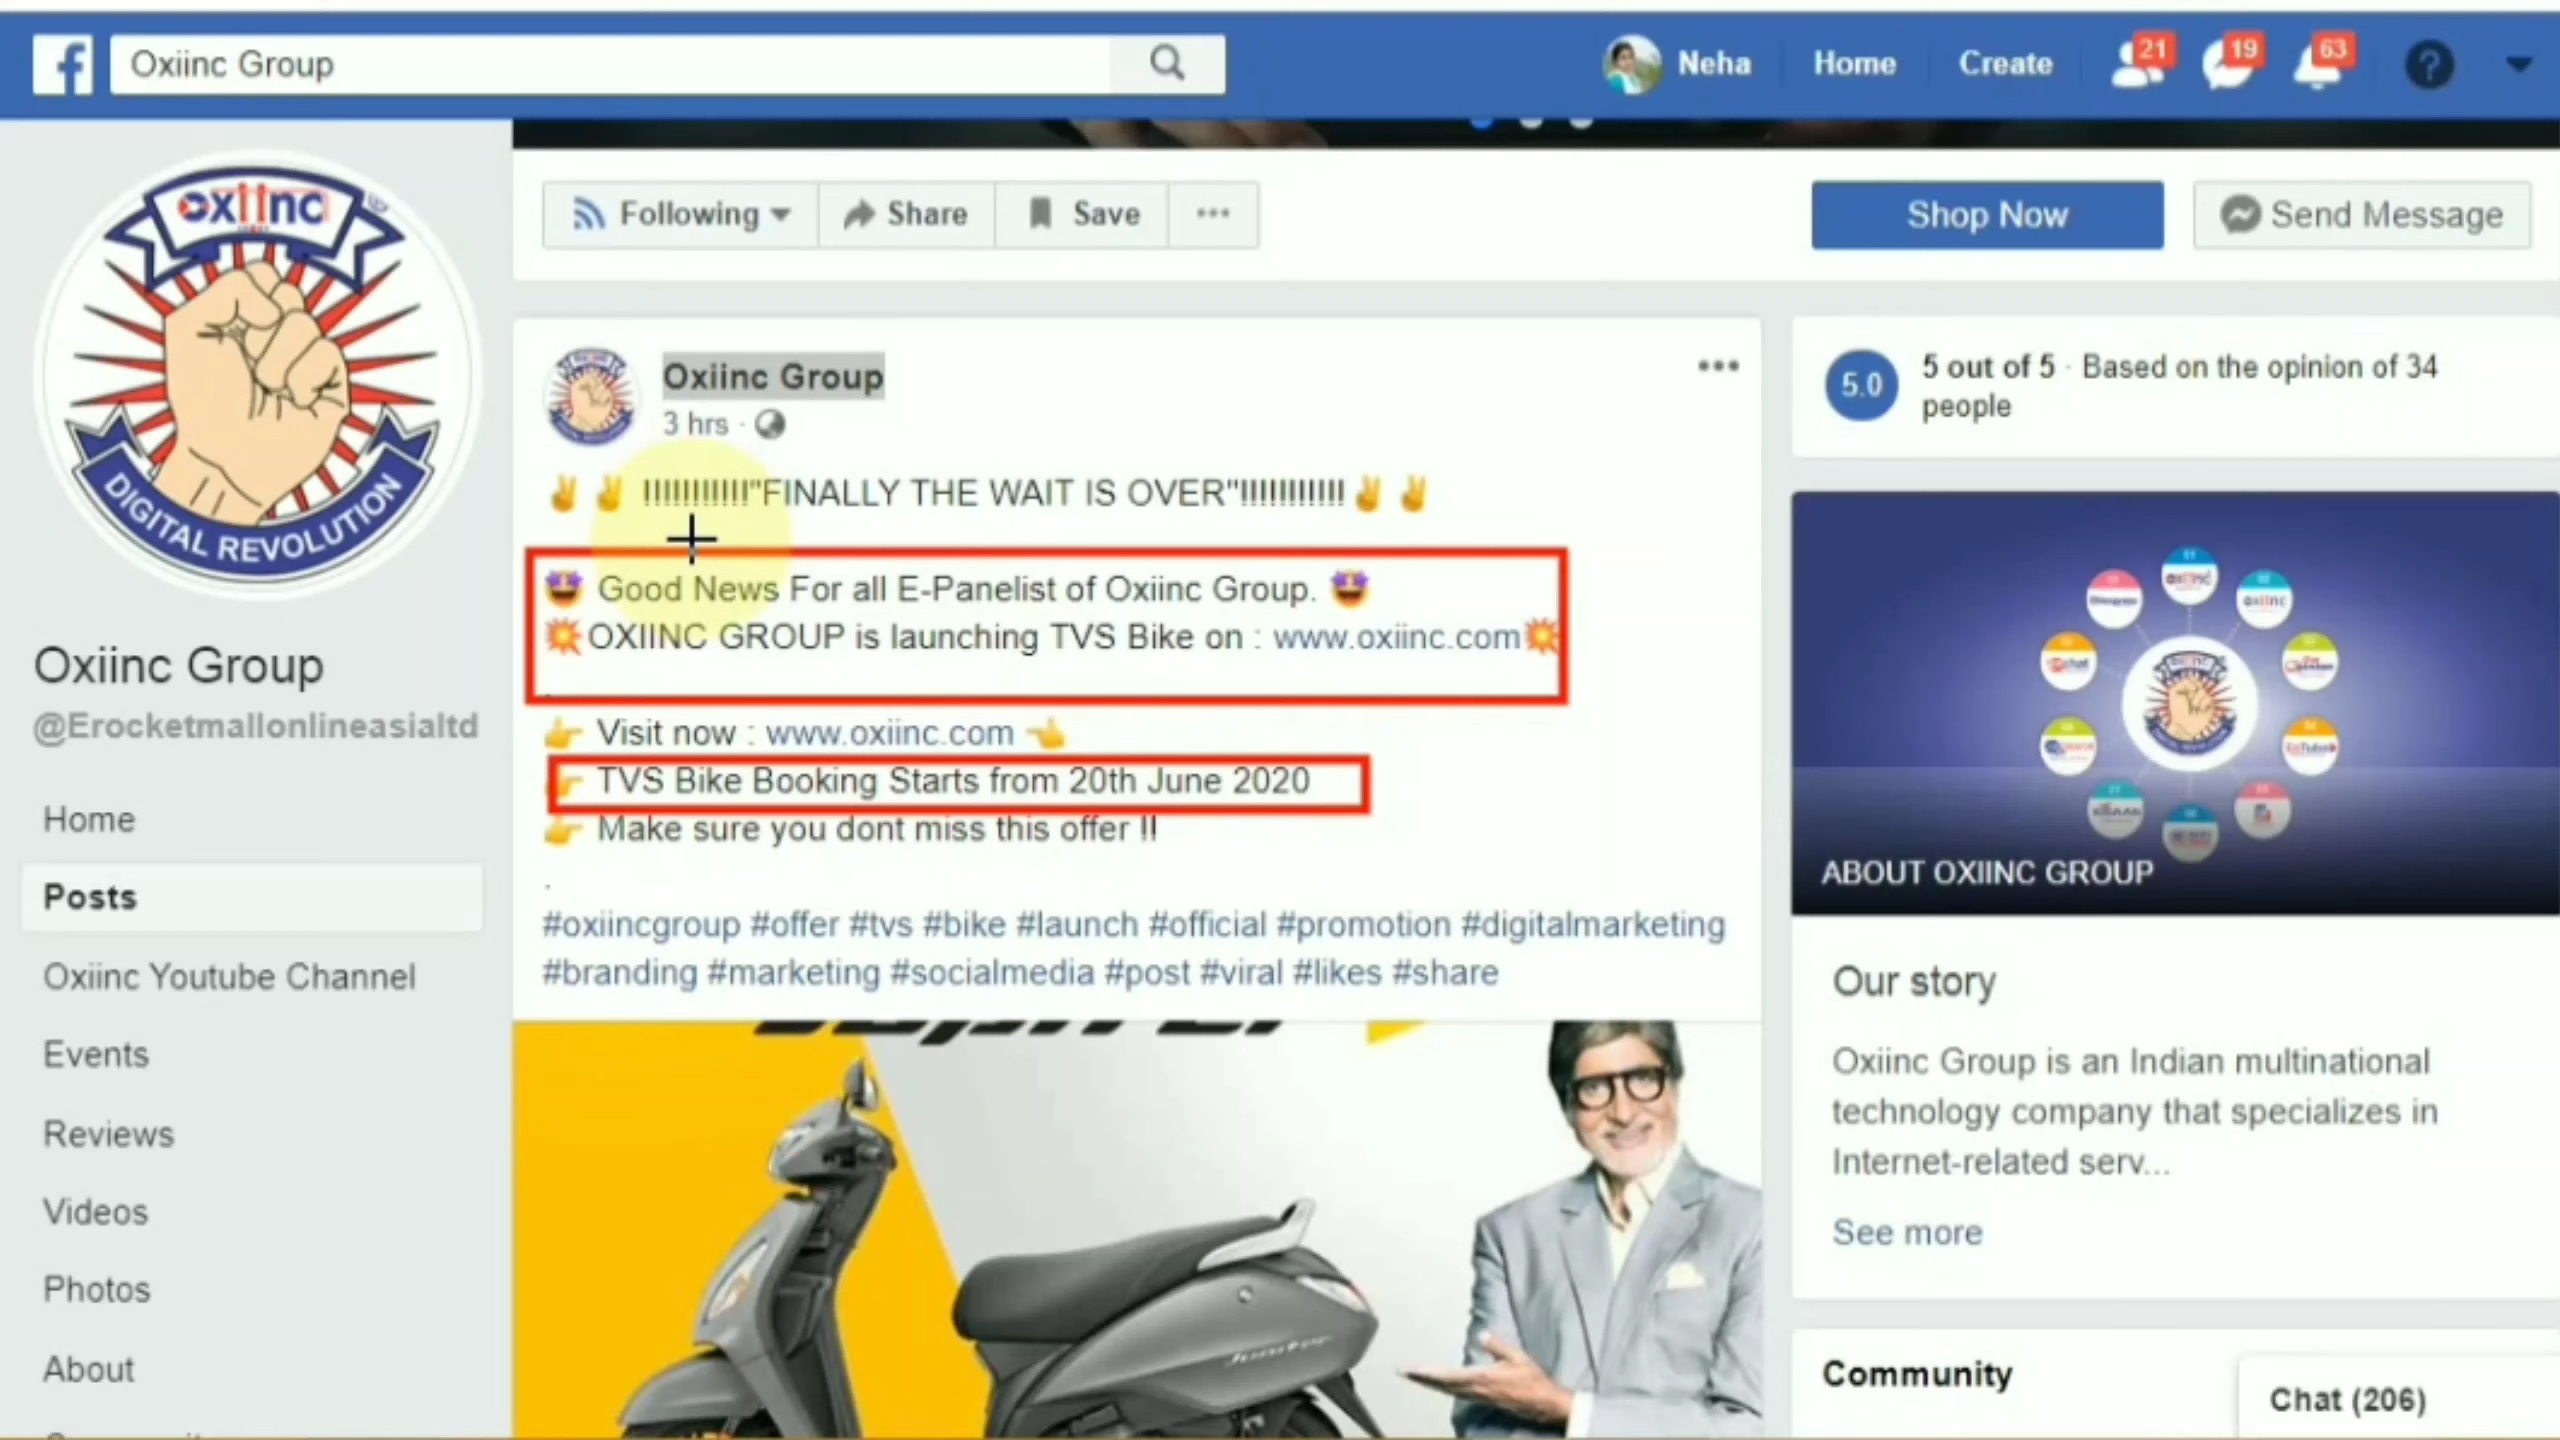 Oxiinc Group
Neha
Home
Create
21
19
63
oxiinc
DIGITAL REVOLUTION
Oxiinc Group
@Erocketmallonlineasialtd
Home
Posts
Oxiinc Youtube Channel
Events
Reviews
Videos
Photos
About
Following
Share
Save
Shop Now
Send Message
Oxiinc Group
3 hrs ·
✌ ✌ !!!!!!!!!!!"FINALLY THE WAIT IS OVER"!!!!!!!!!!!! ✌ ✌
🤩 Good News For all E-Panelist of Oxiinc Group. 🤩
💥OXIINC GROUP is launching TVS Bike on : www.oxiinc.com💥
.
👉 Visit now : www.oxiinc.com 👈
👉 TVS Bike Booking Starts from 20th June 2020
👉 Make sure you dont miss this offer !!
.
#oxiincgroup #offer #tvs #bike #launch #official #promotion #digitalmarketing
#branding #marketing #socialmedia #post #viral #likes #share
Jupiter
5.0
5 out of 5 · Based on the opinion of 34
people
ABOUT OXIINC GROUP
Our story
Oxiinc Group is an Indian multinational
technology company that specializes in
Internet-related serv...
See more
Community
Chat (206)